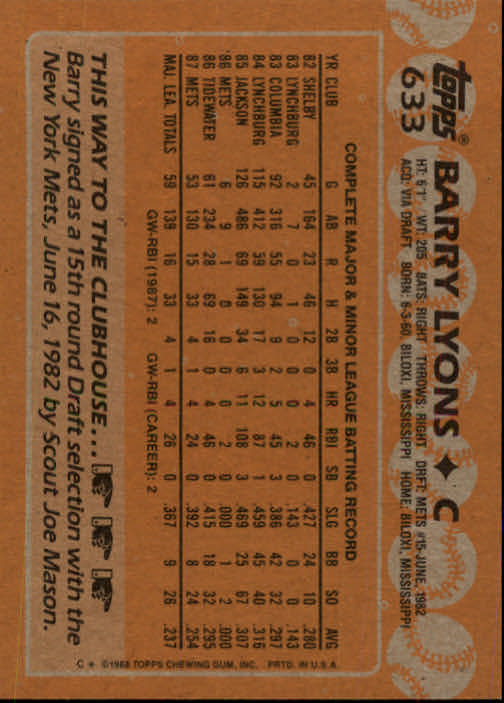 topps® BARRY LYONS ✦ C
633
HT: 6'1" WT: 205 BATS: RIGHT THROWS: RIGHT DRFT: METS #15-JUNE, 1982
ACQ: VIA DRAFT BORN: 6-3-60 BILOXI, MISSISSIPPI HOME: BILOXI, MISSISSIPPI
COMPLETE MAJOR & MINOR LEAGUE BATTING RECORD
YR CLUB G AB R H 2B 3B HR RBI SB SLG BB SO AVG
82 SHELBY 45 164 23 46 12 0 4 46 0 .427 24 10 .280
83 LYNCHBURG 2 7 0 1 0 0 0 2 0 .143 0 0 .143
83 COLUMBIA 92 316 55 94 9 2 5 45 3 .386 42 32 .297
84 LYNCHBURG 115 412 59 130 17 3 12 87 1 .459 45 40 .316
85 JACKSON 126 486 69 149 34 6 11 108 3 .469 25 67 .307
'86 METS 6 9 1 0 0 0 0 2 0 .000 1 2 .000
86 TIDEWATER 61 234 28 69 16 0 4 46 0 .415 18 32 .295
87 METS 53 130 15 33 4 1 4 24 0 .392 8 24 .254
MAJ. LEA. TOTALS 59 139 16 33 4 1 4 26 0 .367 9 26 .237
GW-RBI (1987): 2 GW-RBI (CAREER): 2
THIS WAY TO THE CLUBHOUSE...
Barry signed as a 15th round Draft selection with the
New York Mets, June 16, 1982 by Scout Joe Mason.
C* ©1988 TOPPS CHEWING GUM, INC. PRTD. IN U.S.A.